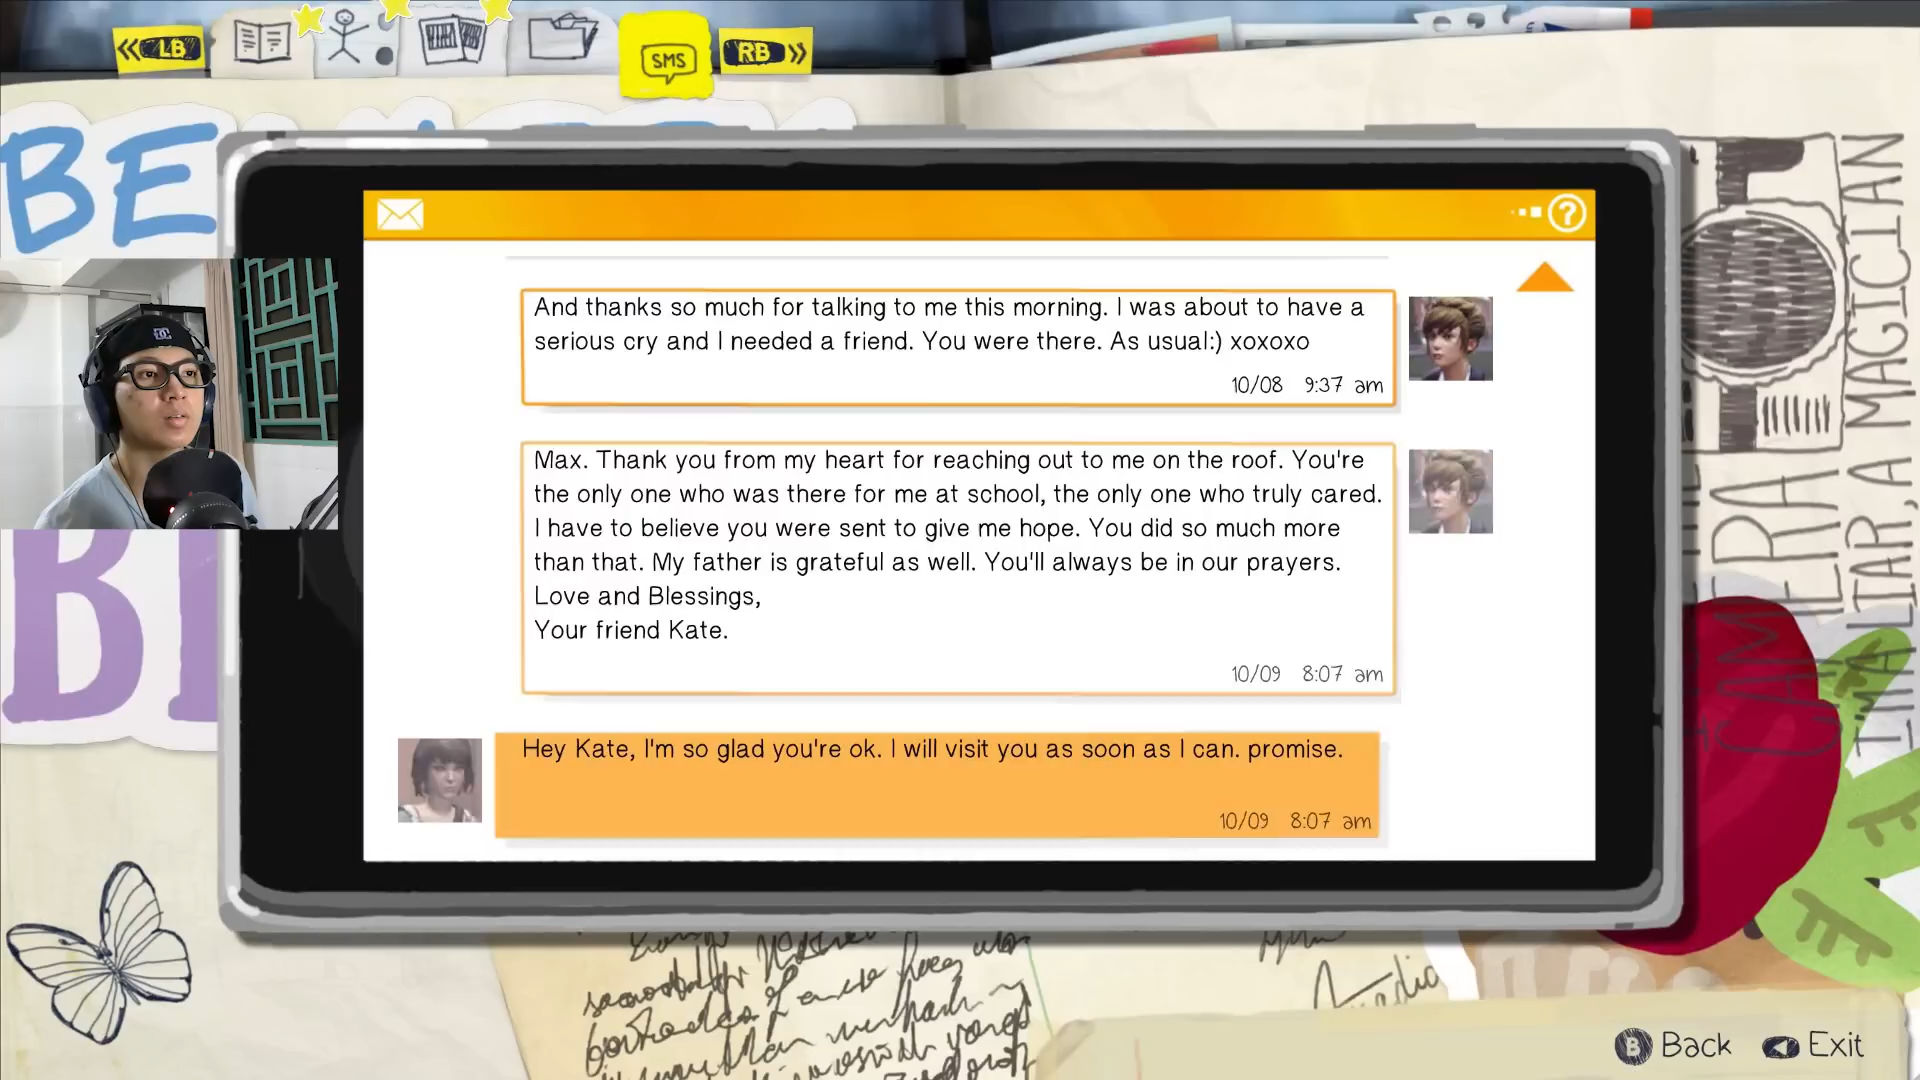 LB
SMS
RB
BE
And thanks so much for talking to me this morning. I was about to have a
serious cry and I needed a friend. You were there. As usual:) xoxoxo
10/08 9:37 am
Max. Thank you from my heart for reaching out to me on the roof. You're
the only one who was there for me at school, the only one who truly cared.
I have to believe you were sent to give me hope. You did so much more
than that. My father is grateful as well. You'll always be in our prayers.
Love and Blessings,
Your friend Kate.
10/09 8:07 am
Hey Kate, I'm so glad you're ok. I will visit you as soon as I can. promise.
10/09 8:07 am
CAMERA
LIAR, A MAGICIAN
B Back
Exit